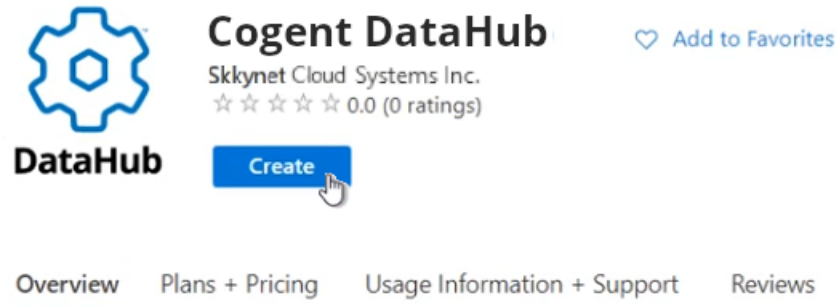 Cogent DataHub
Add to Favorites
Skkynet Cloud Systems Inc.
0.0 (0 ratings)
DataHub
Create
Overview Plans + Pricing Usage Information + Support Reviews